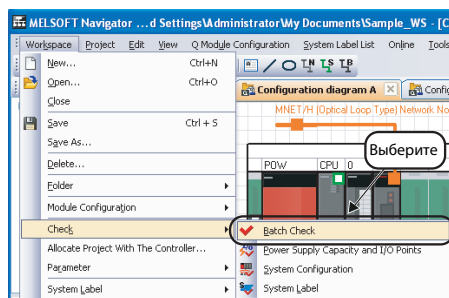 MELSOFT Navigator ...d Settings\Administrator\My Documents\Sample_WS - [C
Workspace Project Edit View Q Module Configuration System Label List Online Tools
New... Ctrl+N
Open... Ctrl+O
Close
Save Ctrl + S
Save As...
Delete...
Folder
Module Configuration
Check
Allocate Project With The Controller...
Parameter
System Label
Configuration diagram A
Config
MNET/H (Optical Loop Type) Network No
Выберите
POW CPU 0
Batch Check
Power Supply Capacity and I/O Points
System Configuration
System Label